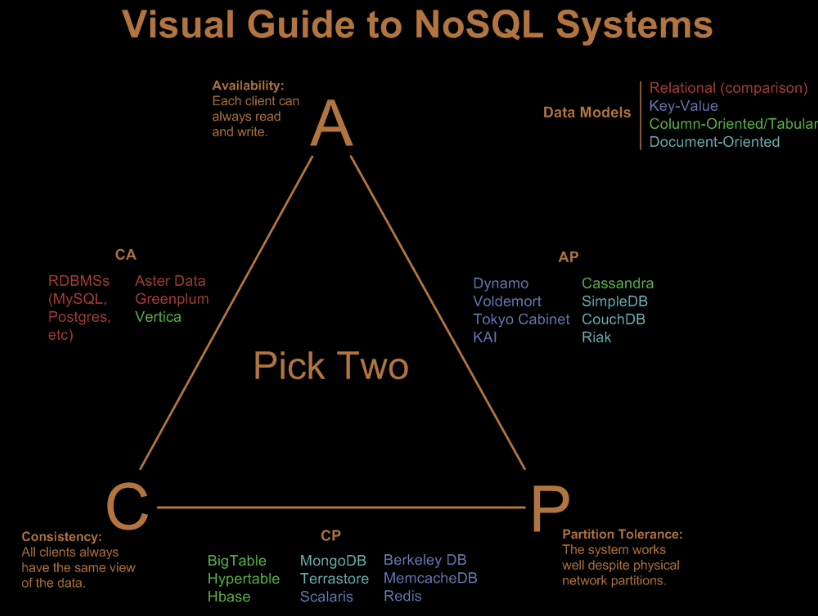 Visual Guide to NoSQL Systems
Availability:
Each client can
always read
and write.
A
Data Models
Relational (comparison)
Key-Value
Column-Oriented/Tabular
Document-Oriented
CA
RDBMSs
(MySQL,
Postgres,
etc)
Aster Data
Greenplum
Vertica
AP
Dynamo
Voldemort
Tokyo Cabinet
KAI
Cassandra
SimpleDB
CouchDB
Riak
Pick Two
C
Consistency:
All clients always
have the same view
of the data.
P
Partition Tolerance:
The system works
well despite physical
network partitions.
CP
BigTable
Hypertable
Hbase
MongoDB
Terrastore
Scalaris
Berkeley DB
MemcacheDB
Redis